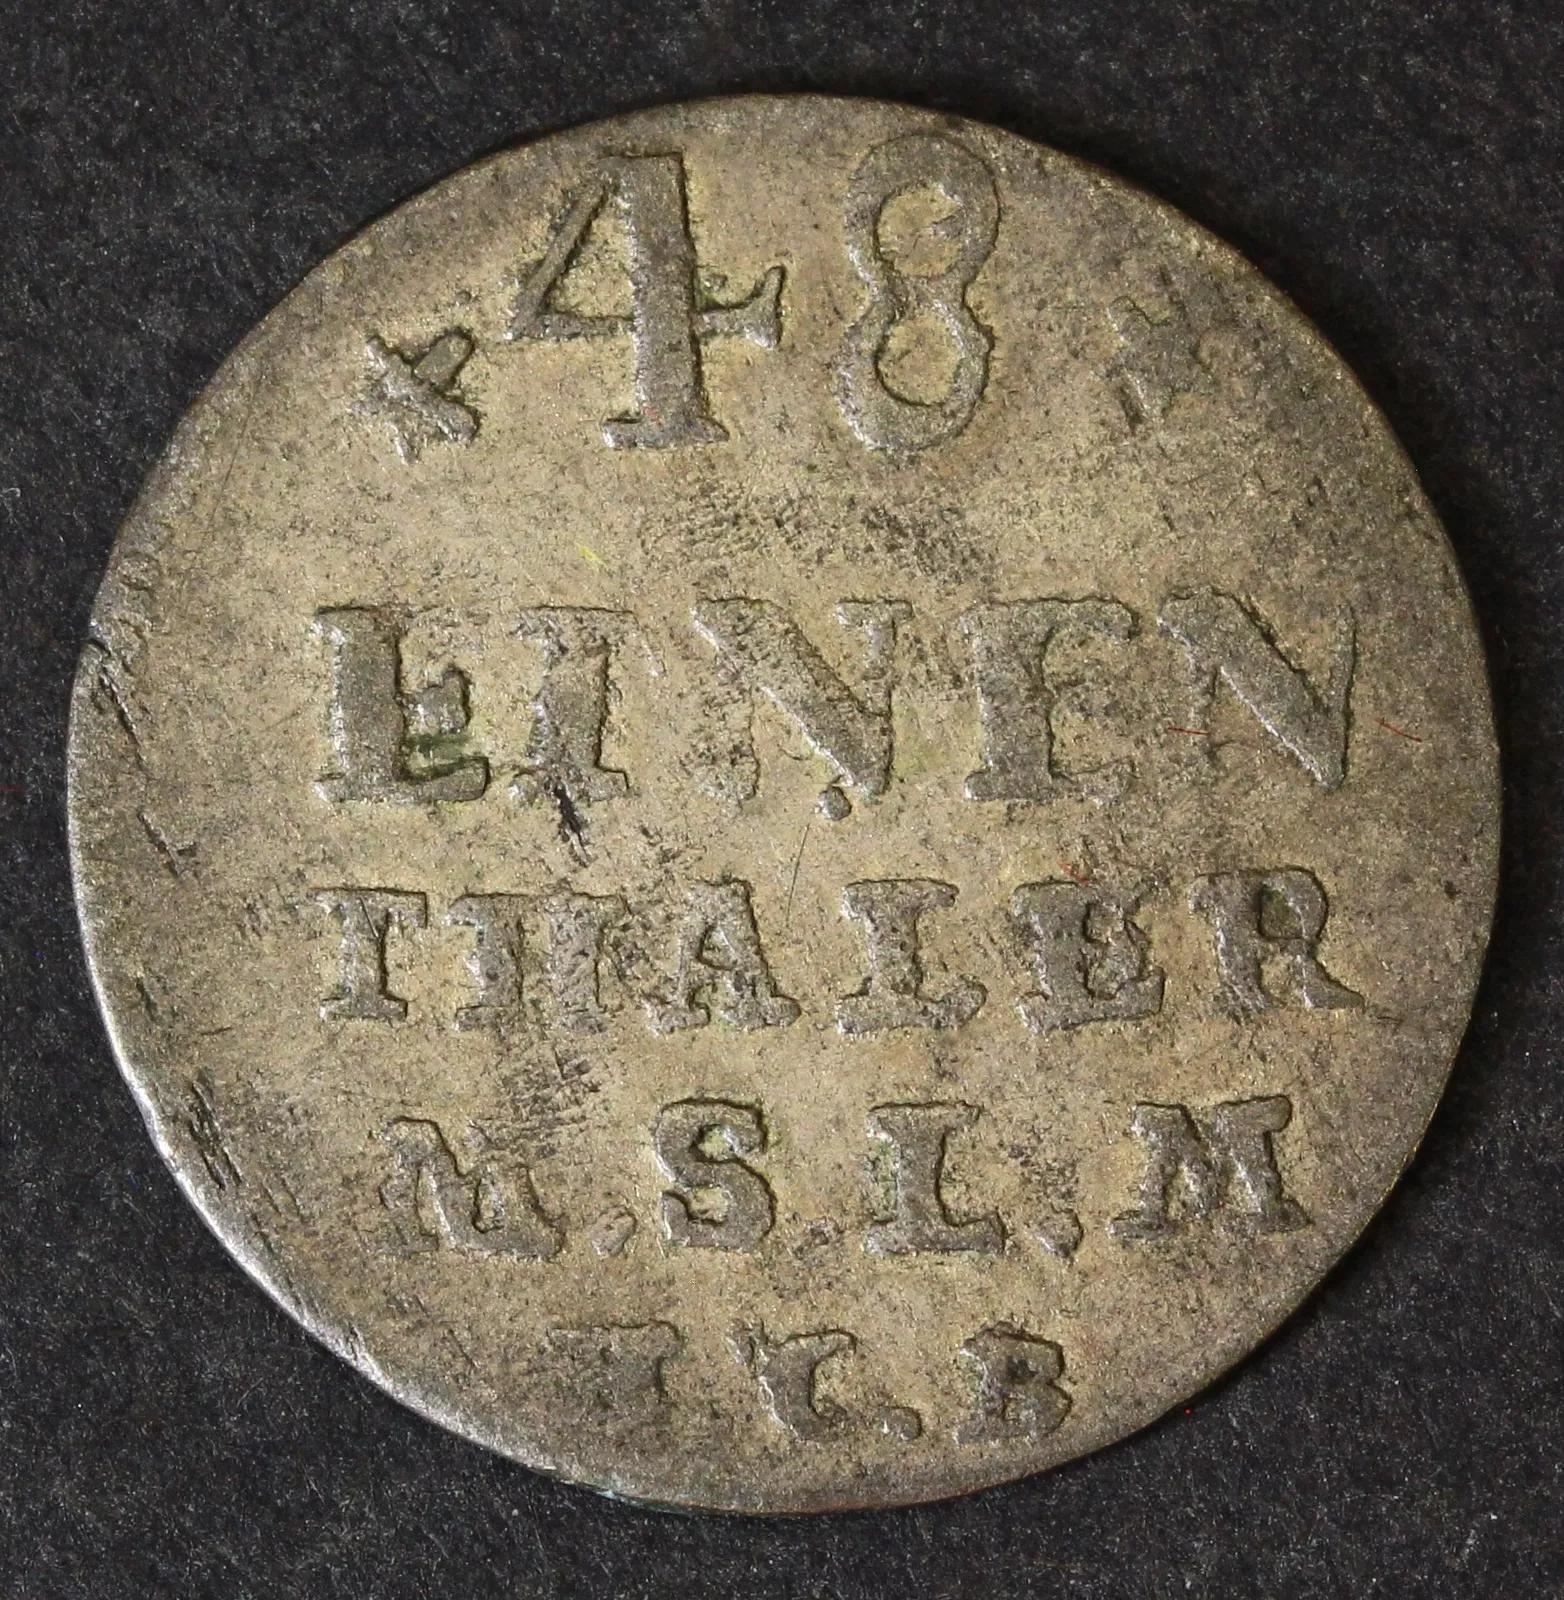 48
EINEN
THALER
M.S.L.M
I.C.B